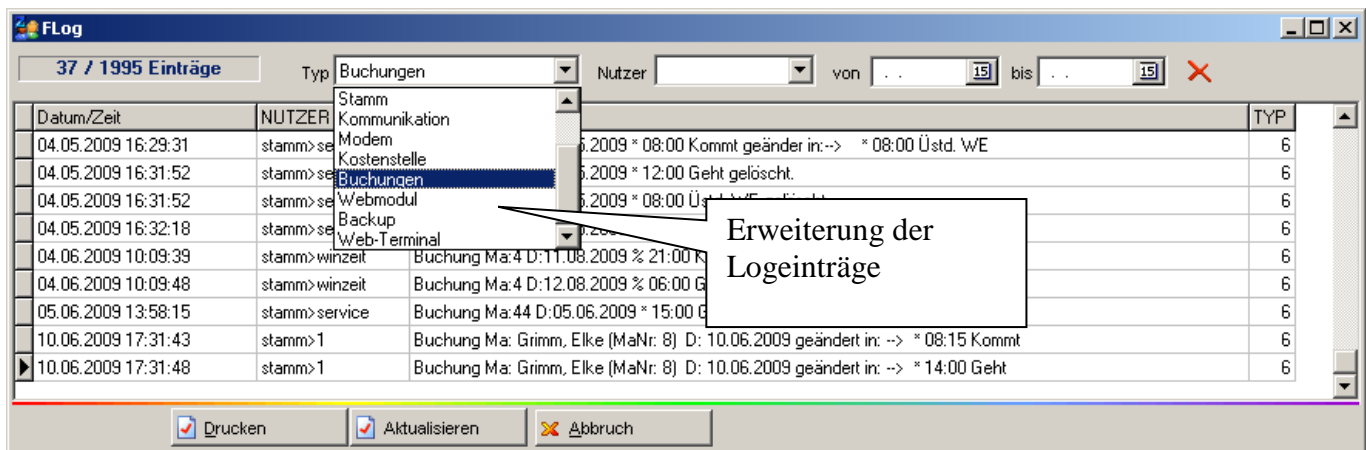 FLog
37 / 1995 Einträge Typ Buchungen Nutzer von . . 15 bis . . 15
Stamm
Kommunikation
Modem
Kostenstelle
Buchungen
Webmodul
Backup
Web-Terminal
Datum/Zeit NUTZER TYP
04.05.2009 16:29:31 stamm>se .2009 * 08:00 Kommt geänder in:--> * 08:00 Üstd. WE 6
04.05.2009 16:31:52 stamm>se .2009 * 12:00 Geht gelöscht. 6
04.05.2009 16:31:52 stamm>se .2009 * 08:00 6
04.05.2009 16:32:18 stamm>se 6
04.06.2009 10:09:39 stamm>winzeit Buchung Ma:4 D:11.08.2009 % 21:00 K 6
04.06.2009 10:09:48 stamm>winzeit Buchung Ma:4 D:12.08.2009 % 06:00 G 6
05.06.2009 13:58:15 stamm>service Buchung Ma:44 D:05.06.2009 * 15:00 G 6
10.06.2009 17:31:43 stamm>1 Buchung Ma: Grimm, Elke (MaNr: 8) D: 10.06.2009 geändert in: --> * 08:15 Kommt 6
10.06.2009 17:31:48 stamm>1 Buchung Ma: Grimm, Elke (MaNr: 8) D: 10.06.2009 geändert in: --> * 14:00 Geht 6
Erweiterung der
Logeinträge
Drucken Aktualisieren Abbruch